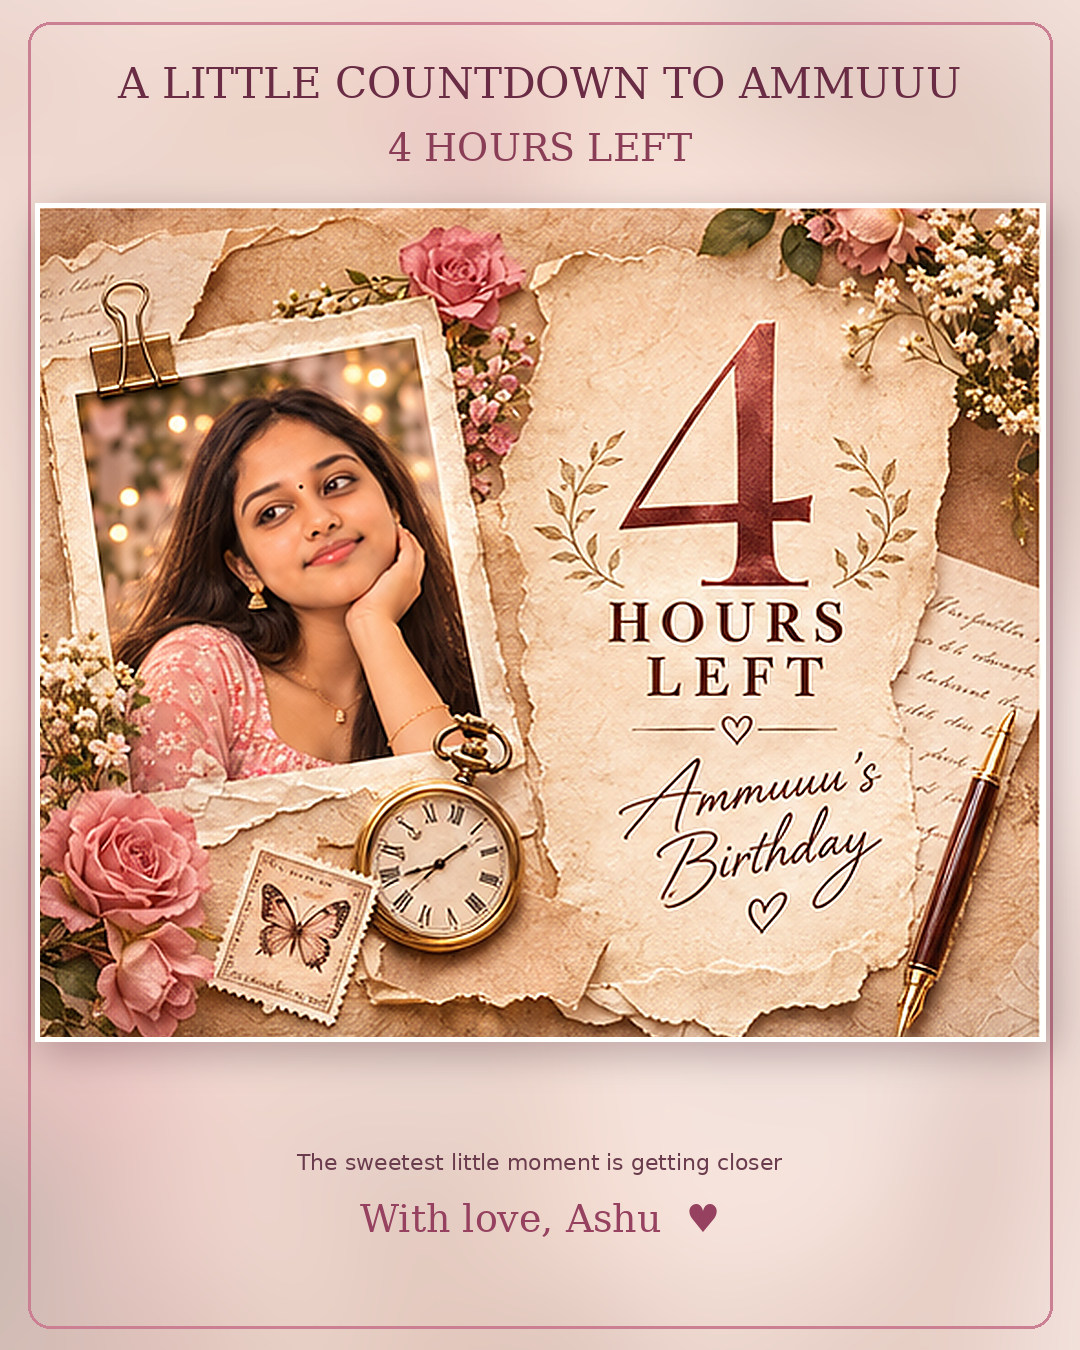 A LITTLE COUNTDOWN TO AMMUUU
4 HOURS LEFT
4
HOURS
LEFT
Ammuuu's
Birthday
The sweetest little moment is getting closer
With love, Ashu ♥